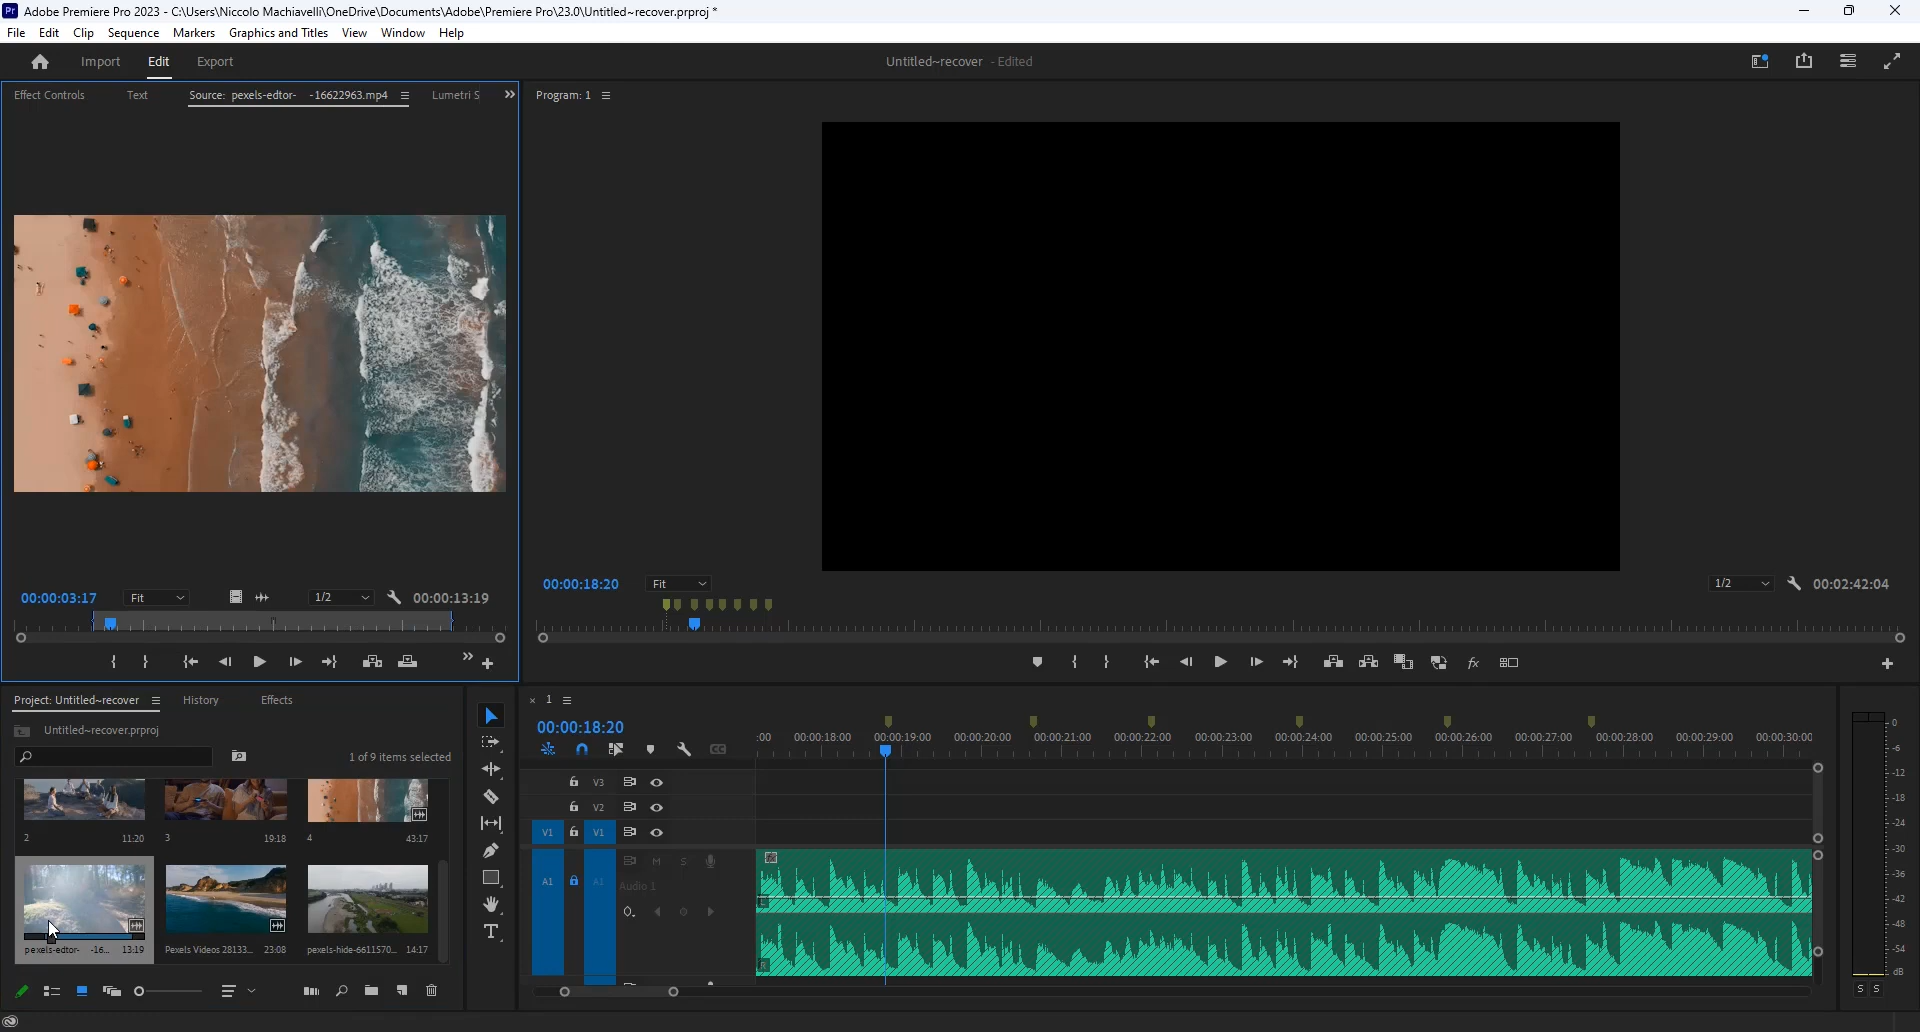 Pr Adobe Premiere Pro 2023 - C:\Users\Niccolo Machiavelli\OneDrive\Documents\Adobe\Premiere Pro\23.0\Untitled~recover.prproj *
File Edit Clip Sequence Markers Graphics and Titles View Window Help
Import Edit Export
Untitled~recover - Edited
Effect Controls Text Source: pexels-edtor- -16622963.mp4 Lumetri S
Program: 1
00:00:03:17 Fit 1/2 00:00:13:19
00:00:18:20 Fit 1/2 00:02:42:04
Project: Untitled~recover History Effects
Untitled~recover.prproj
1 of 9 items selected
2 11:20 3 19:18 4 43:17
pexels-edtor- -16... 13:19 Pexels Videos 28133... 23:08 pexels-hide-6611570... 14:17
× 1
00:00:18:20
:00 00:00:18:00 00:00:19:00 00:00:20:00 00:00:21:00 00:00:22:00 00:00:23:00 00:00:24:00 00:00:25:00 00:00:26:00 00:00:27:00 00:00:28:00 00:00:29:00 00:00:30:00
V3
V2
V1 V1
M S
A1 A1 Audio 1
L
R
0
-6
-12
-18
-24
-30
-36
-42
-48
-54
dB
S S